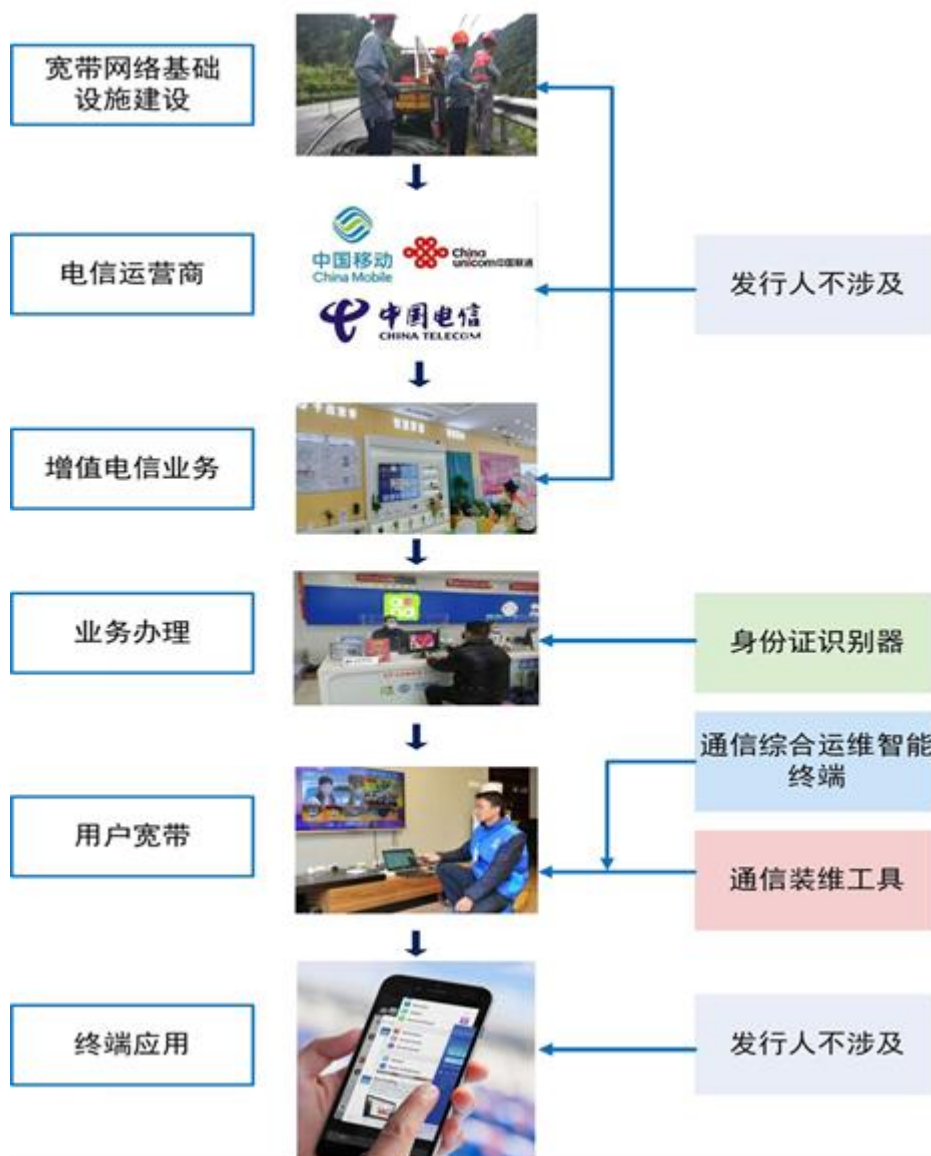 宽带网络基础
设施建设
中国移动
China Mobile
China
unicom中国联通
中国电信
CHINA TELECOM
电信运营商
发行人不涉及
增值电信业务
业务办理
身份证识别器
通信综合运维智能
终端
用户宽带
通信装维工具
终端应用
发行人不涉及